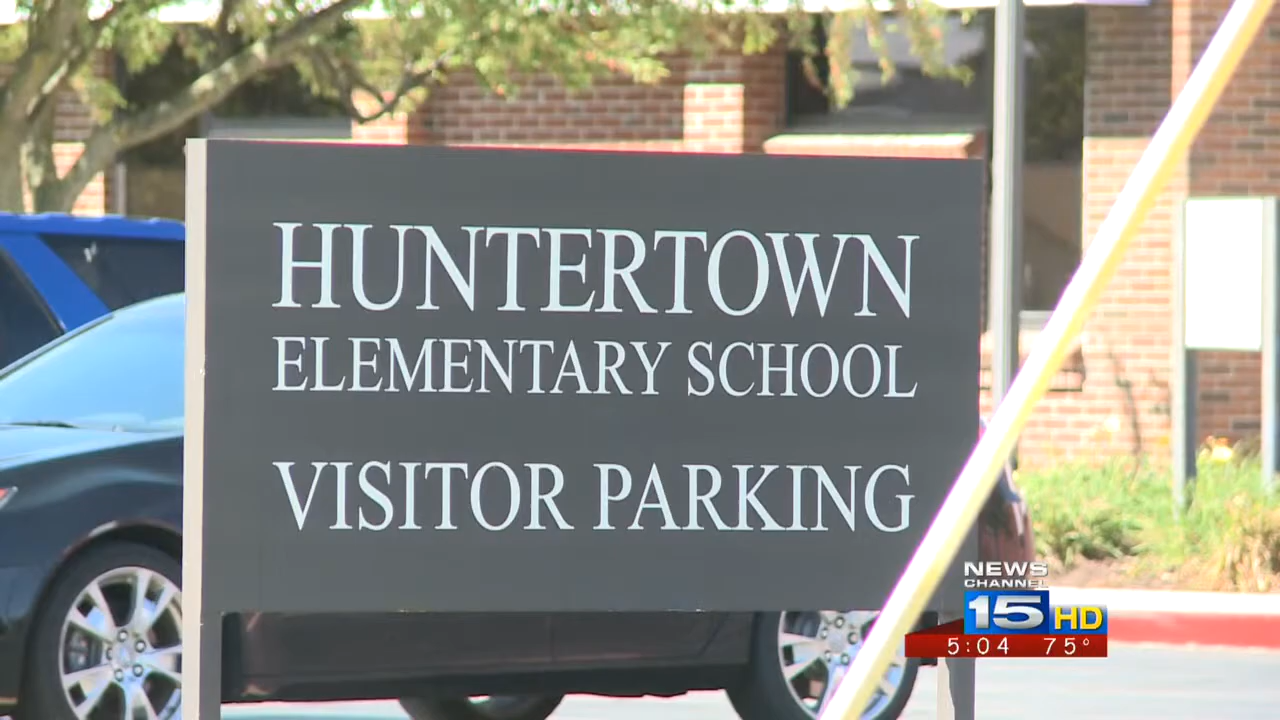 HUNTERTOWN
ELEMENTARY SCHOOL
VISITOR PARKING
NEWS
CHANNEL
15 HD
5:04 75°